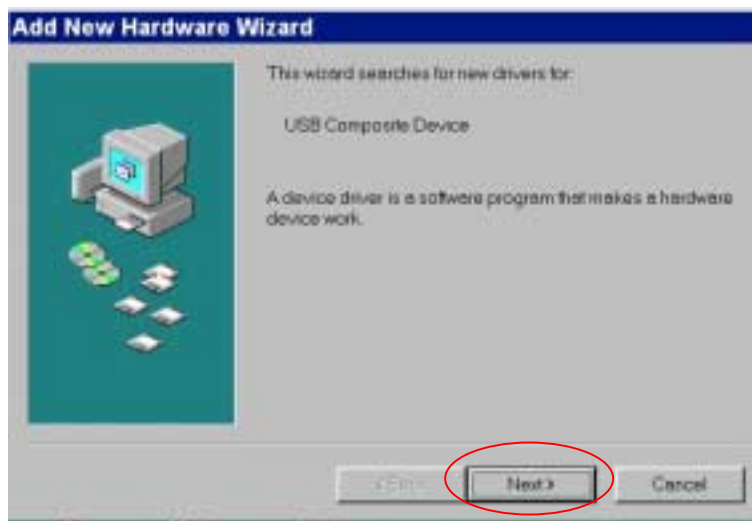 Add New Hardware Wizard
This wizard searches for new drivers for:
USB Composite Device
A device driver is a software program that makes a hardware
device work.
< Back
Next >
Cancel